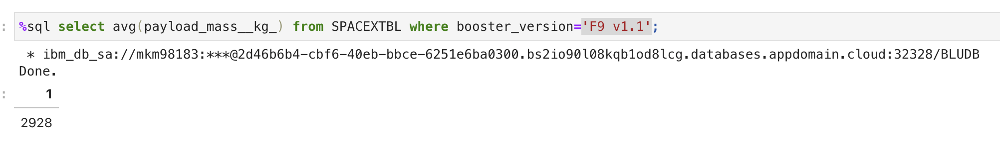 : %sql select avg(payload_mass__kg_) from SPACEXTBL where booster_version='F9 v1.1';
* ibm_db_sa://mkm98183:***@2d46b6b4-cbf6-40eb-bbce-6251e6ba0300.bs2io90l08kqb1od8lcg.databases.appdomain.cloud:32328/BLUDB
Done.
: 1
2928